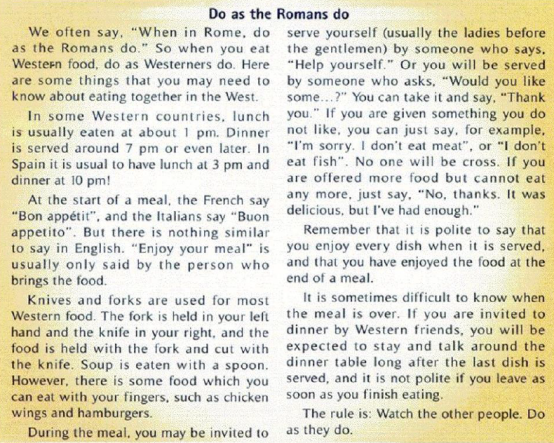 Do as the Romans do
We often say, "When in Rome, do
as the Romans do." So when you eat
Western food, do as Westerners do. Here
are some things that you may need to
know about eating together in the West.
In some Western countries, lunch
is usually eaten at about 1 pm. Dinner
is served around 7 pm or even later. In
Spain it is usual to have lunch at 3 pm and
dinner at 10 pm!
At the start of a meal, the French say
"Bon appétit", and the Italians say "Buon
appetito". But there is nothing similar
to say in English. "Enjoy your meal" is
usually only said by the person who
brings the food.
Knives and forks are used for most
Western food. The fork is held in your left
hand and the knife in your right, and the
food is held with the fork and cut with
the knife. Soup is eaten with a spoon.
However, there is some food which you
can eat with your fingers, such as chicken
wings and hamburgers.
During the meal, you may be invited to
serve yourself (usually the ladies before
the gentlemen) by someone who says,
"Help yourself." Or you will be served
by someone who asks, "Would you like
some...?" You can take it and say, "Thank
you." If you are given something you do
not like, you can just say, for example,
"I'm sorry. I don't eat meat", or "I don't
eat fish". No one will be cross. If you
are offered more food but cannot eat
any more, just say, "No, thanks. It was
delicious, but I've had enough."
Remember that it is polite to say that
you enjoy every dish when it is served,
and that you have enjoyed the food at the
end of a meal.
It is sometimes difficult to know when
the meal is over. If you are invited to
dinner by Western friends, you will be
expected to stay and talk around the
dinner table long after the last dish is
served, and it is not polite if you leave as
soon as you finish eating.
The rule is: Watch the other people. Do
as they do.